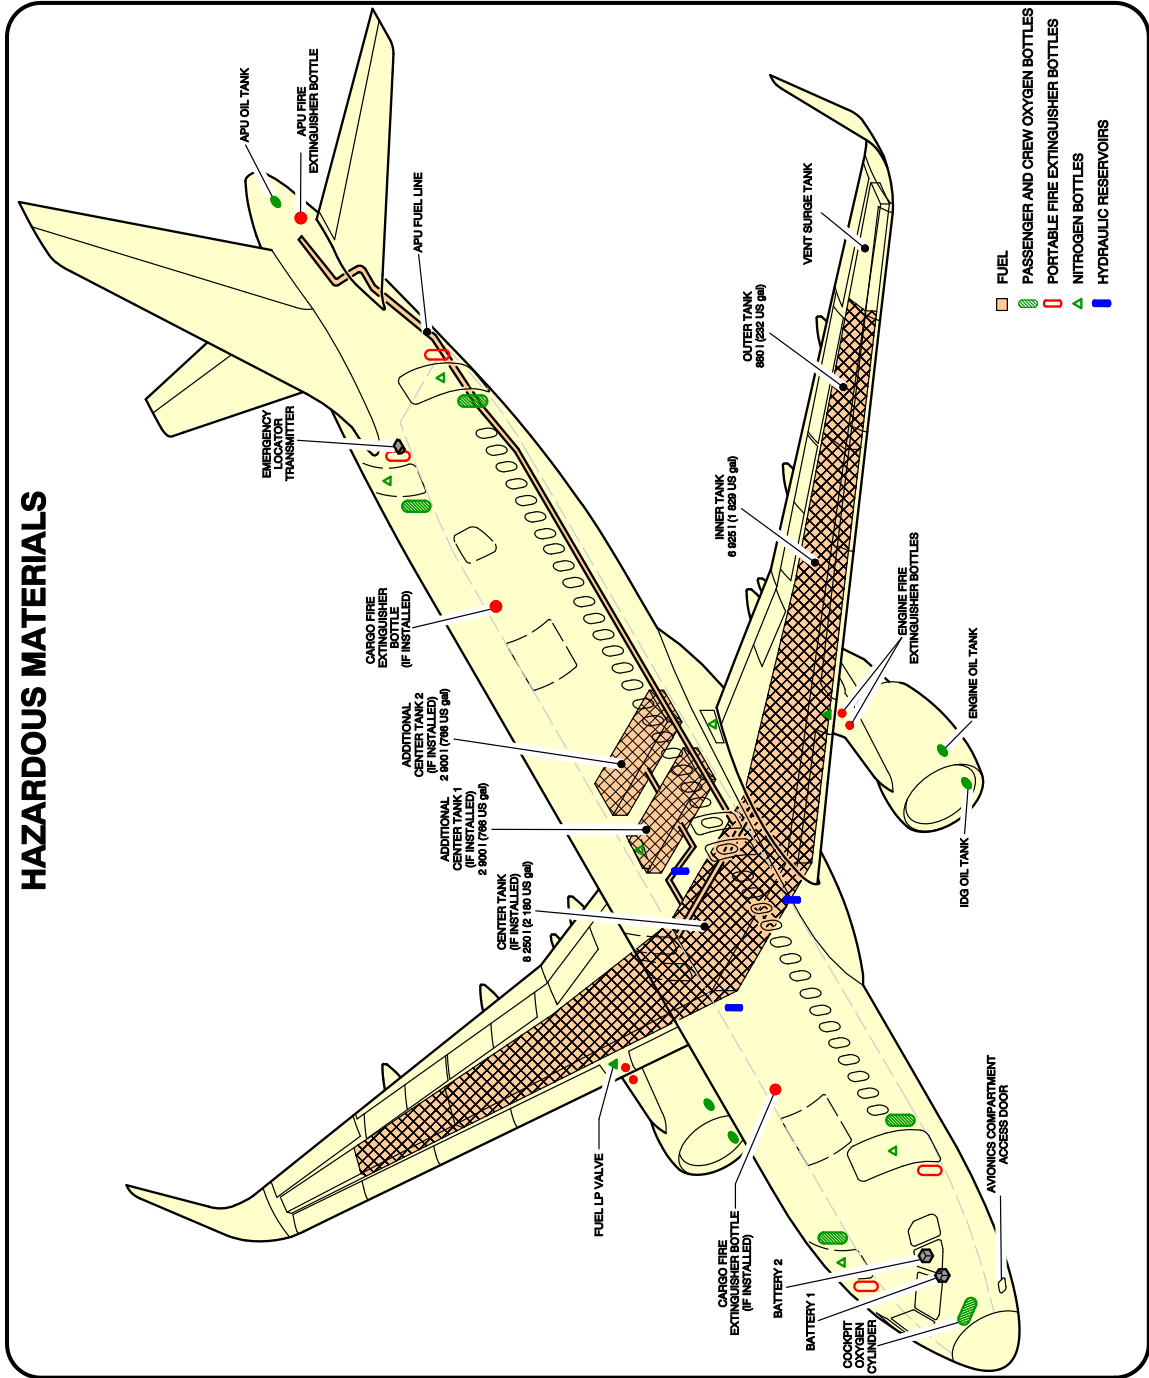 HAZARDOUS MATERIALS
APU OIL TANK
APU FIRE
EXTINGUISHER BOTTLE
APU FUEL LINE
EMERGENCY
LOCATOR
TRANSMITTER
CARGO FIRE
EXTINGUISHER
BOTTLE
(IF INSTALLED)
ADDITIONAL
CENTER TANK 2
(IF INSTALLED)
2 900 l (766 US gal)
ADDITIONAL
CENTER TANK 1
(IF INSTALLED)
2 900 l (766 US gal)
CENTER TANK
(IF INSTALLED)
8 250 l (2 180 US gal)
VENT SURGE TANK
OUTER TANK
880 l (232 US gal)
INNER TANK
6 925 l (1 829 US gal)
ENGINE FIRE
EXTINGUISHER BOTTLES
ENGINE OIL TANK
IDG OIL TANK
FUEL LP VALVE
CARGO FIRE
EXTINGUISHER BOTTLE
(IF INSTALLED)
BATTERY 2
BATTERY 1
COCKPIT
OXYGEN
CYLINDER
AVIONICS COMPARTMENT
ACCESS DOOR
FUEL
PASSENGER AND CREW OXYGEN BOTTLES
PORTABLE FIRE EXTINGUISHER BOTTLES
NITROGEN BOTTLES
HYDRAULIC RESERVOIRS